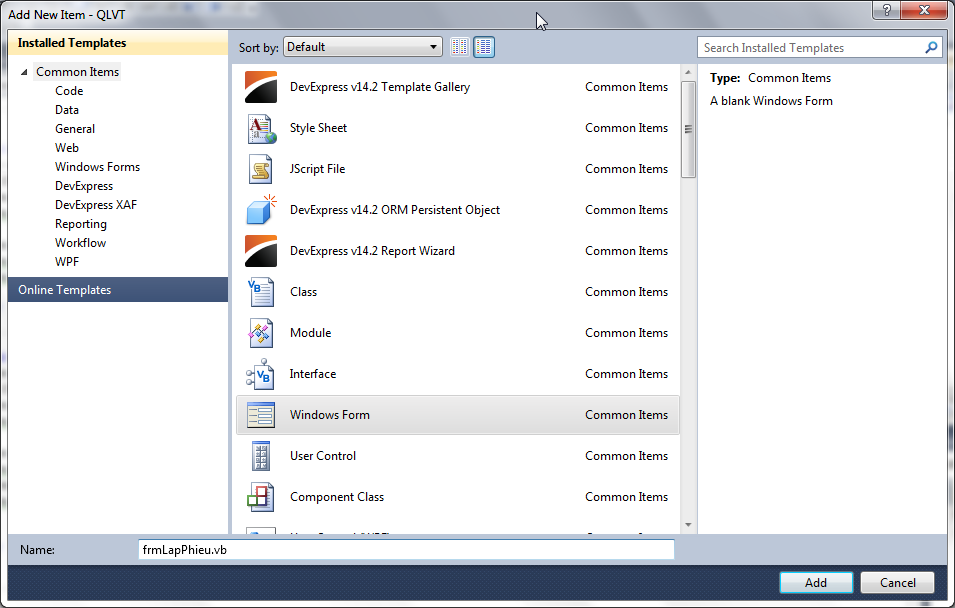 Add New Item - QLVT
Installed Templates
Sort by: Default
Search Installed Templates
Common Items
Code
Data
General
Web
Windows Forms
DevExpress
DevExpress XAF
Reporting
Workflow
WPF
Online Templates
DevExpress v14.2 Template Gallery Common Items
Style Sheet Common Items
JScript File Common Items
DevExpress v14.2 ORM Persistent Object Common Items
DevExpress v14.2 Report Wizard Common Items
Class Common Items
Module Common Items
Interface Common Items
Windows Form Common Items
User Control Common Items
Component Class Common Items
Type: Common Items
A blank Windows Form
Name: frmLapPhieu.vb
Add Cancel